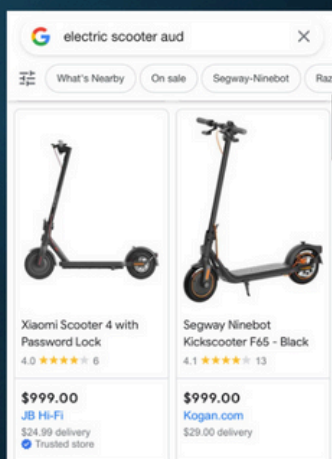 electric scooter aud
What's Nearby
On sale
Segway-Ninebot
Raz
Xiaomi Scooter 4 with
Password Lock
4.0 ★★★★★ 6
$999.00
JB Hi-Fi
$24.99 delivery
Trusted store
Segway Ninebot
Kickscooter F65 - Black
4.1 ★★★★★ 13
$999.00
Kogan.com
$29.00 delivery